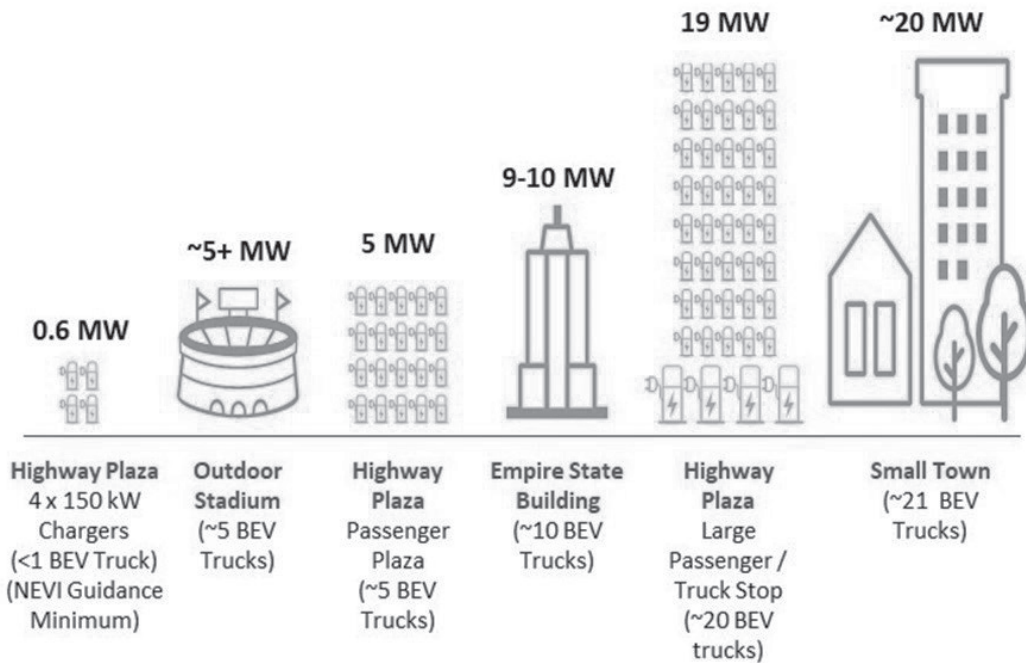 0.6 MW
~5+ MW
5 MW
9-10 MW
19 MW
~20 MW
Highway Plaza
4 x 150 kW
Chargers
(<1 BEV Truck)
(NEVI Guidance
Minimum)
Outdoor
Stadium
(~5 BEV
Trucks)
Highway
Plaza
Passenger
Plaza
(~5 BEV
Trucks)
Empire State
Building
(~10 BEV
Trucks)
Highway
Plaza
Large
Passenger /
Truck Stop
(~20 BEV
trucks)
Small Town
(~21 BEV
Trucks)